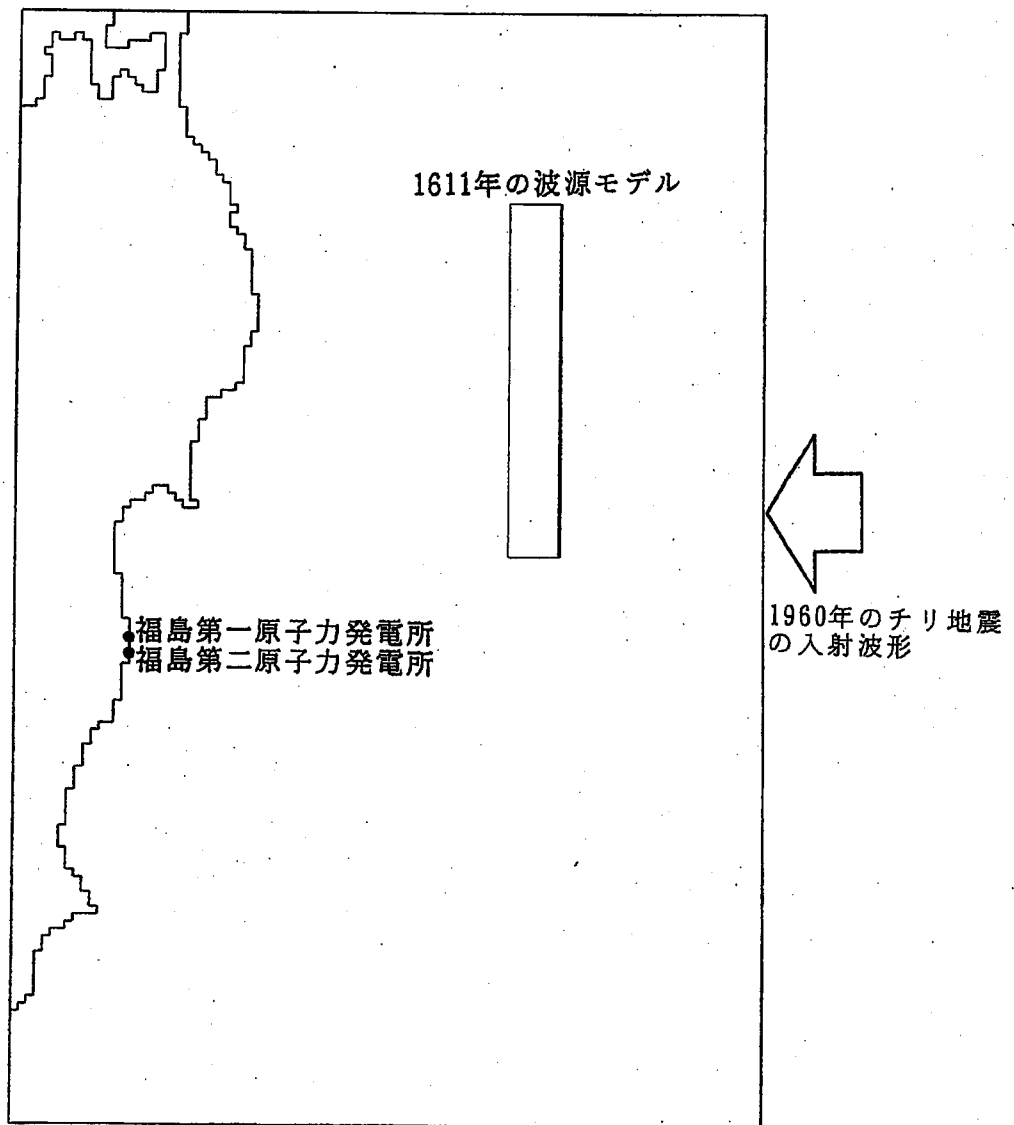 1611年の波源モデル
福島第一原子力発電所
福島第二原子力発電所
1960年のチリ地震
の入射波形